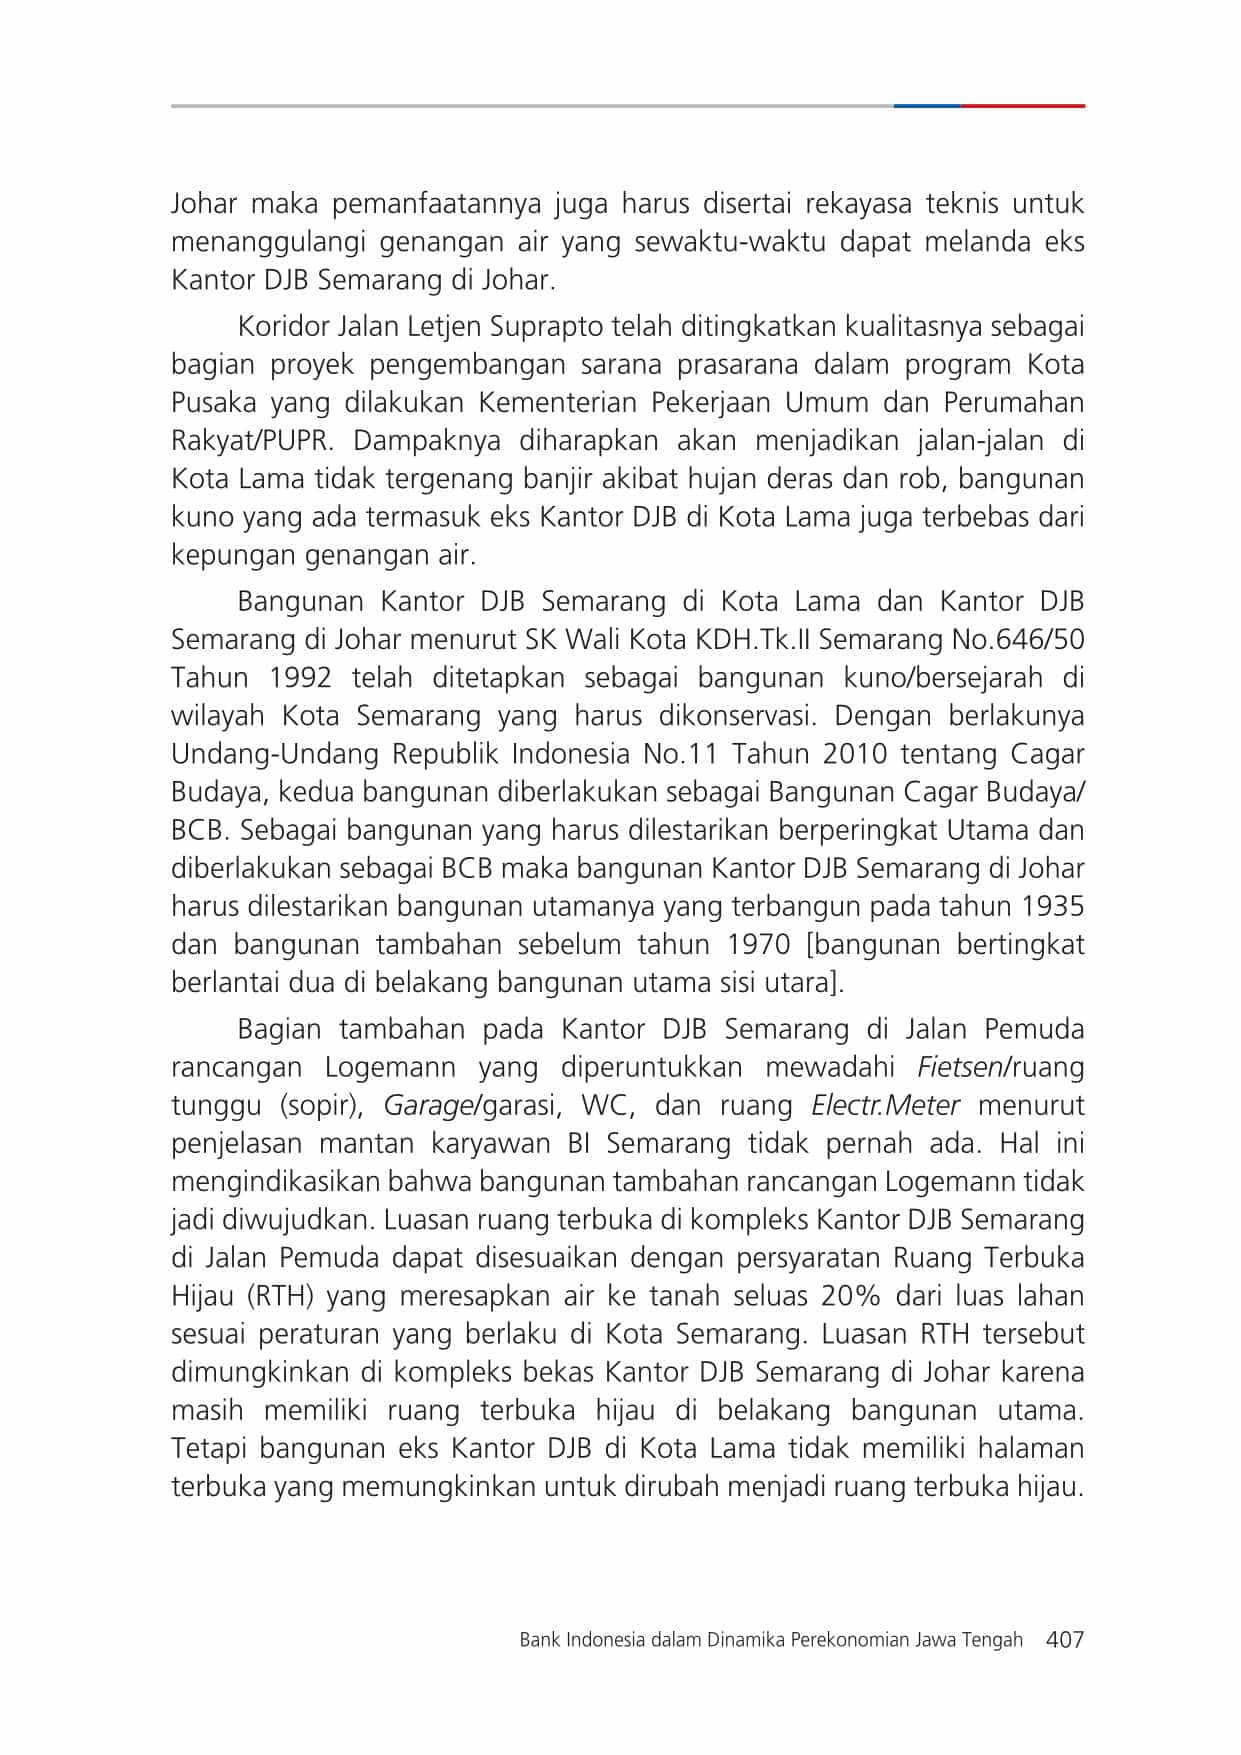 Johar maka pemanfaatannya juga harus disertai rekayasa teknis untuk
menanggulangi genangan air yang sewaktu-waktu dapat melanda eks
Kantor DJB Semarang di Johar.
Koridor Jalan Letjen Suprapto telah ditingkatkan kualitasnya sebagai
bagian proyek pengembangan sarana prasarana dalam program Kota
Pusaka yang dilakukan Kementerian Pekerjaan Umum dan Perumahan
Rakyat/PUPR. Dampaknya diharapkan akan menjadikan jalan-jalan di
Kota Lama tidak tergenang banjir akibat hujan deras dan rob, bangunan
kuno yang ada termasuk eks Kantor DJB di Kota Lama juga terbebas dari
kepungan genangan air.
Bangunan Kantor DJB Semarang di Kota Lama dan Kantor DJB
Semarang di Johar menurut SK Wali Kota KDH.Tk.II Semarang No.646/50
Tahun 1992 telah ditetapkan sebagai bangunan kuno/bersejarah di
wilayah Kota Semarang yang harus dikonservasi. Dengan berlakunya
Undang-Undang Republik Indonesia No.11 Tahun 2010 tentang Cagar
Budaya, kedua bangunan diberlakukan sebagai Bangunan Cagar Budaya/
BCB. Sebagai bangunan yang harus dilestarikan berperingkat Utama dan
diberlakukan sebagai BCB maka bangunan Kantor DJB Semarang di Johar
harus dilestarikan bangunan utamanya yang terbangun pada tahun 1935
dan bangunan tambahan sebelum tahun 1970 [bangunan bertingkat
berlantai dua di belakang bangunan utama sisi utara].
Bagian tambahan pada Kantor DJB Semarang di Jalan Pemuda
rancangan Logemann yang diperuntukkan mewadahi Fietsen/ruang
tunggu (sopir), Garage/garasi, WC, dan ruang Electr.Meter menurut
penjelasan mantan karyawan BI Semarang tidak pernah ada. Hal ini
mengindikasikan bahwa bangunan tambahan rancangan Logemann tidak
jadi diwujudkan. Luasan ruang terbuka di kompleks Kantor DJB Semarang
di Jalan Pemuda dapat disesuaikan dengan persyaratan Ruang Terbuka
Hijau (RTH) yang meresapkan air ke tanah seluas 20% dari luas lahan
sesuai peraturan yang berlaku di Kota Semarang. Luasan RTH tersebut
dimungkinkan di kompleks bekas Kantor DJB Semarang di Johar karena
masih memiliki ruang terbuka hijau di belakang bangunan utama.
Tetapi bangunan eks Kantor DJB di Kota Lama tidak memiliki halaman
terbuka yang memungkinkan untuk dirubah menjadi ruang terbuka hijau.
Bank Indonesia dalam Dinamika Perekonomian Jawa Tengah 407